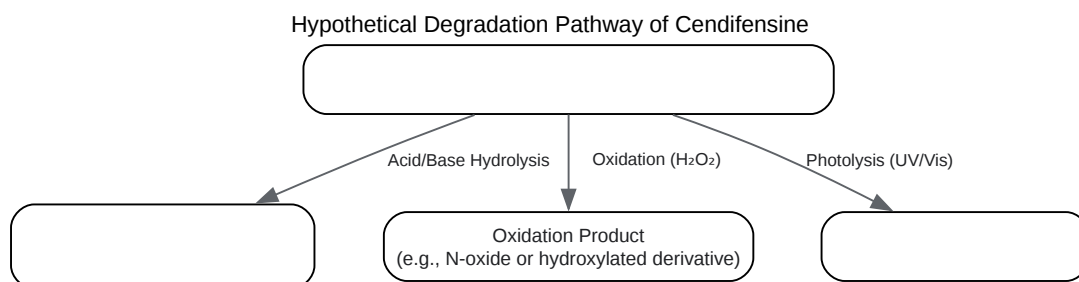 Hypothetical Degradation Pathway of Cendifensine
Acid/Base Hydrolysis
Oxidation (H₂O₂)
Photolysis (UV/Vis)
Oxidation Product
(e.g., N-oxide or hydroxylated derivative)